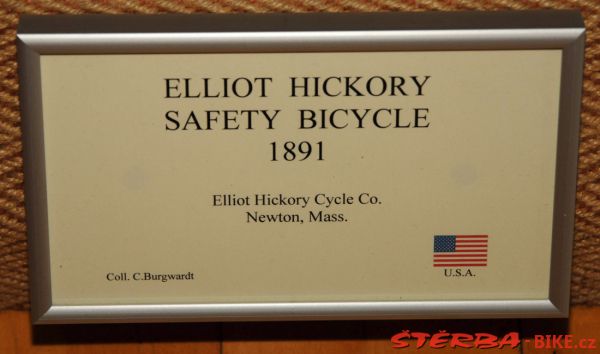 ELLIOT HICKORY
SAFETY BICYCLE
1891
Elliot Hickory Cycle Co.
Newton, Mass.
Coll. C.Burgwardt
U.S.A.
ŠTĚRBA-BIKE.cz